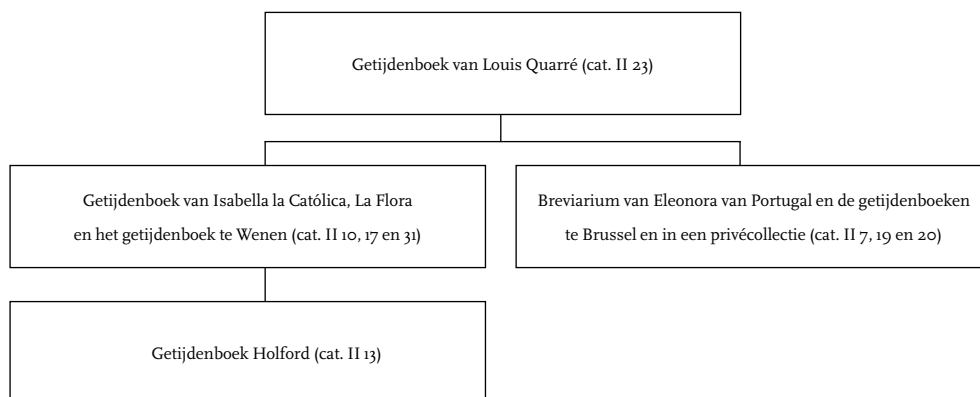 Getijdenboek van Louis Quarré (cat. II 23)
Getijdenboek van Isabella la Católica, La Flora
en het getijdenboek te Wenen (cat. II 10, 17 en 31)
Breviarium van Eleonora van Portugal en de getijdenboeken
te Brussel en in een privécollectie (cat. II 7, 19 en 20)
Getijdenboek Holford (cat. II 13)